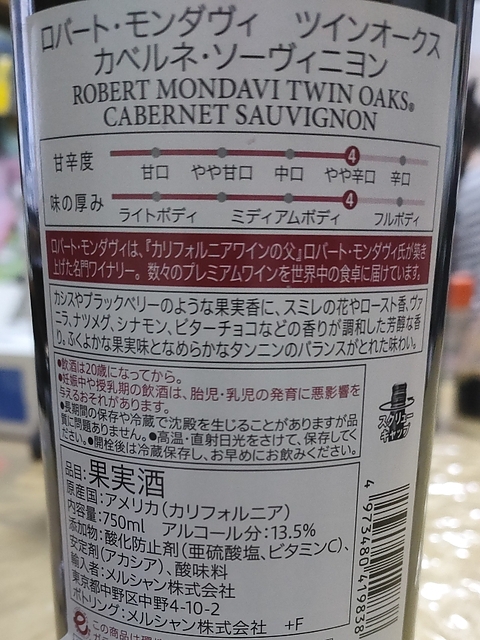 ロバート・モンダヴィ　ツインオークス
カベルネ・ソーヴィニヨン
ROBERT MONDAVI TWIN OAKS®
CABERNET SAUVIGNON
甘辛度 4
甘口 やや甘口 中口 やや辛口 辛口
味の厚み 4
ライトボディ ミディアムボディ フルボディ
ロバート・モンダヴィは、『カリフォルニアワインの父』ロバート・モンダヴィ氏が築き
上げた名門ワイナリー。数々のプレミアムワインを世界中の食卓に届けています。
カシスやブラックベリーのような果実香に、スミレの花やロースト香、ヴァ
ニラ、ナツメグ、シナモン、ビターチョコなどの香りが調和した芳醇な香
り。ふくよかな果実味となめらかなタンニンのバランスがとれた味わい。
●飲酒は20歳になってから。
●妊娠中や授乳期の飲酒は、胎児・乳児の発育に悪影響を
与えるおそれがあります。
●長期間の保存や冷蔵で沈殿を生じることがありますが品
質に問題ありません。●高温・直射日光をさけて、保存してく
ださい。●開栓後は冷蔵保存し、お早めにお飲みください。
スクリュー
キャップ
品目:果実酒
原産国:アメリカ(カリフォルニア)
内容量:750ml　アルコール分:13.5%
添加物:酸化防止剤(亜硫酸塩、ビタミンC)、
安定剤(アカシア)、酸味料
輸入者:メルシャン株式会社
東京都中野区中野4-10-2
ボトリング:メルシャン株式会社　+F
この商品は環
4 973480 449838